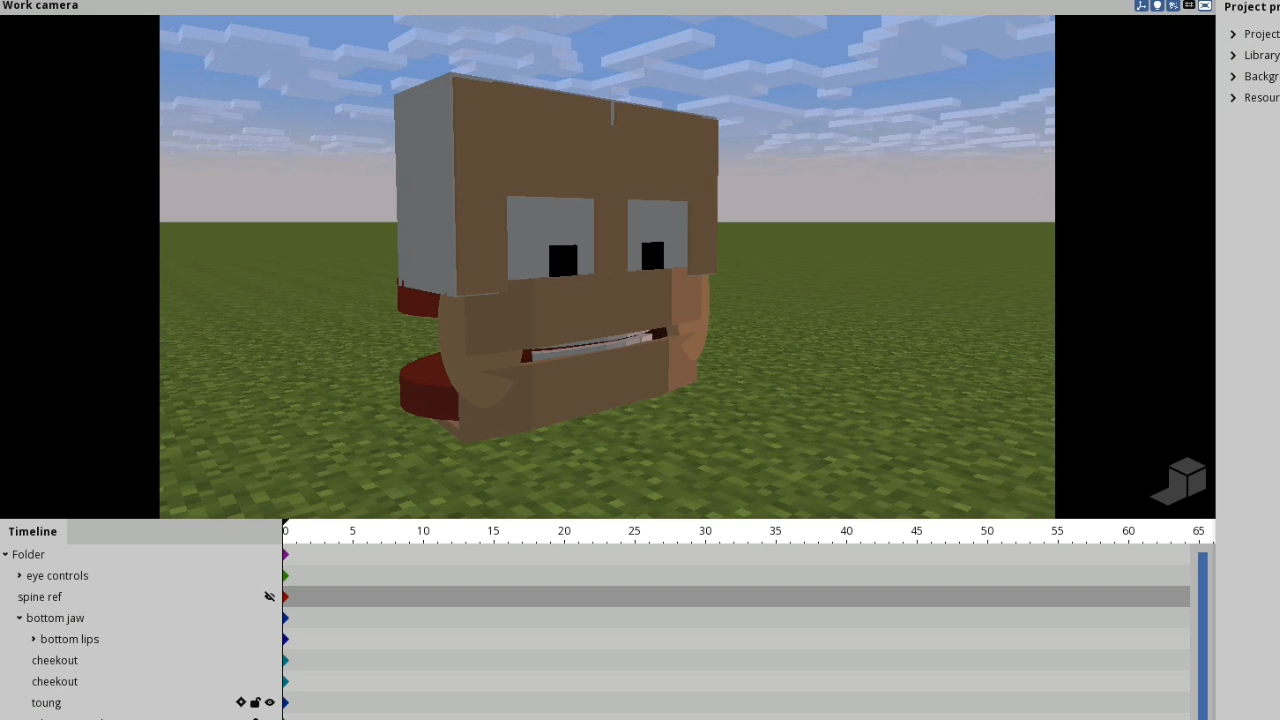 Work camera
Project pr
Project
Library
Backgr
Resour
Timeline
0 5 10 15 20 25 30 35 40 45 50 55 60 65
Folder
eye controls
spine ref
bottom jaw
bottom lips
cheekout
cheekout
toung